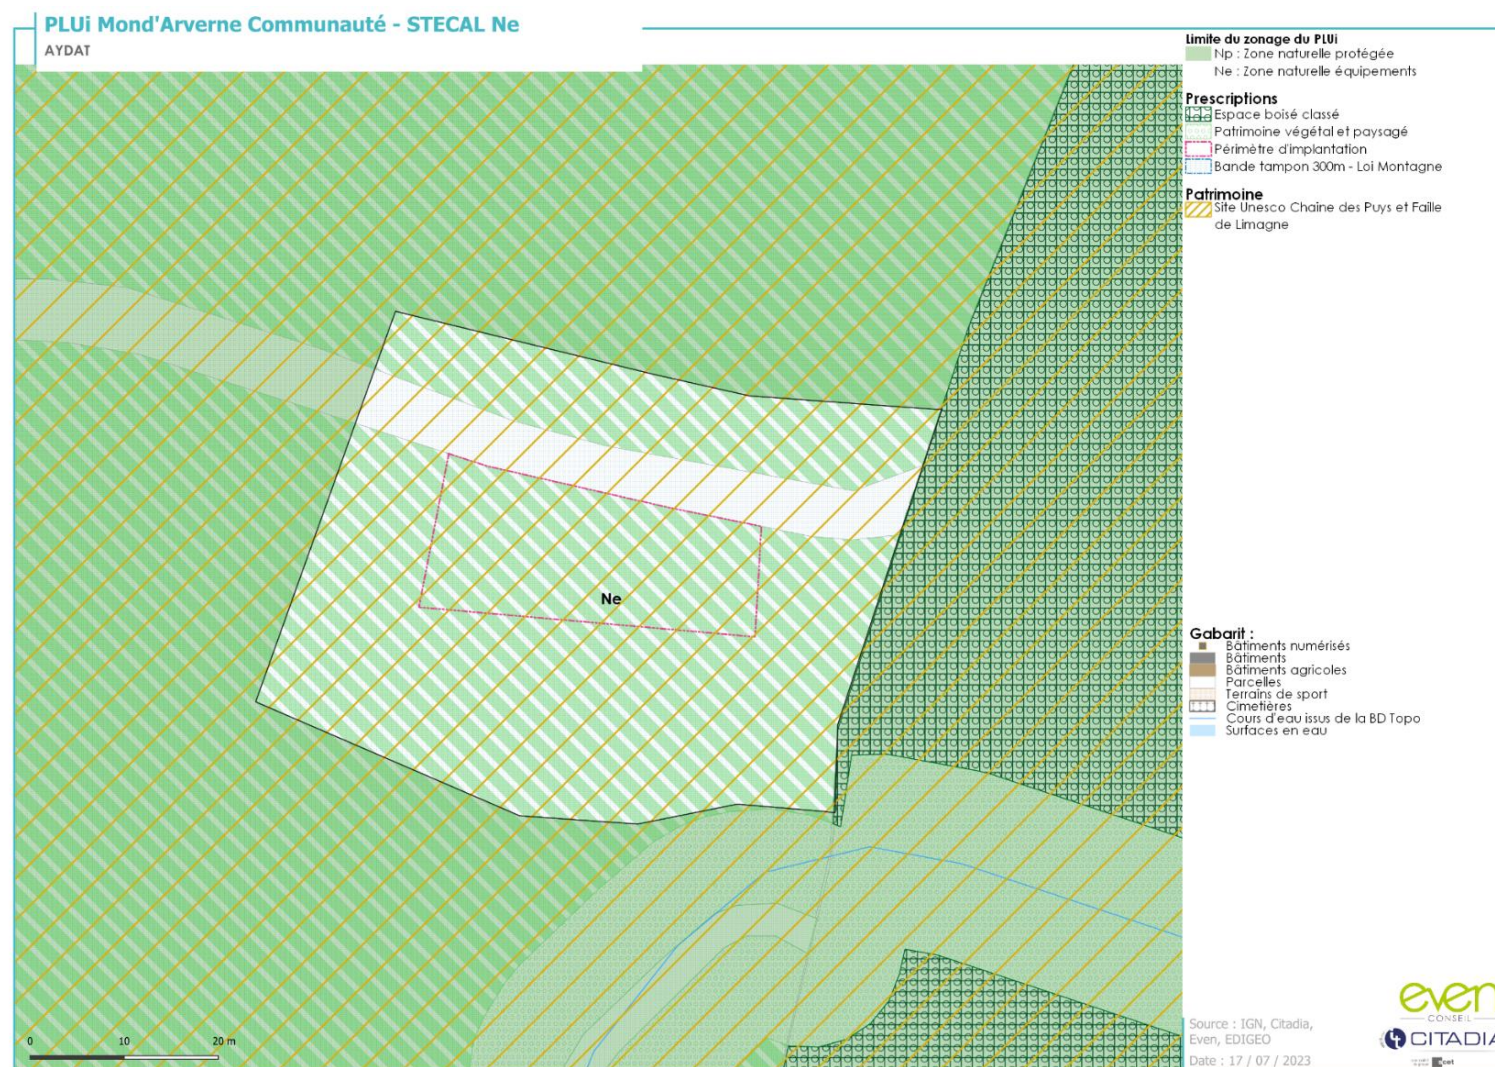 PLUi Mond'Arverne Communauté - STECAL Ne
AYDAT
Limite du zonage du PLUi
Np : Zone naturelle protégée
Ne : Zone naturelle équipements
Prescriptions
Espace boisé classé
Patrimoine végétal et paysagé
Périmètre d'implantation
Bande tampon 300m - Loi Montagne
Patrimoine
Site Unesco Chaîne des Puys et Faille
de Limagne
Ne
Gabarit :
Bâtiments numérisés
Bâtiments
Bâtiments agricoles
Parcelles
Terrains de sport
Cimetières
Cours d'eau issus de la BD Topo
Surfaces en eau
0 10 20 m
Source : IGN, Citadia,
Even, EDIGEO
Date : 17 / 07 / 2023
even
CONSEIL
CITADIA